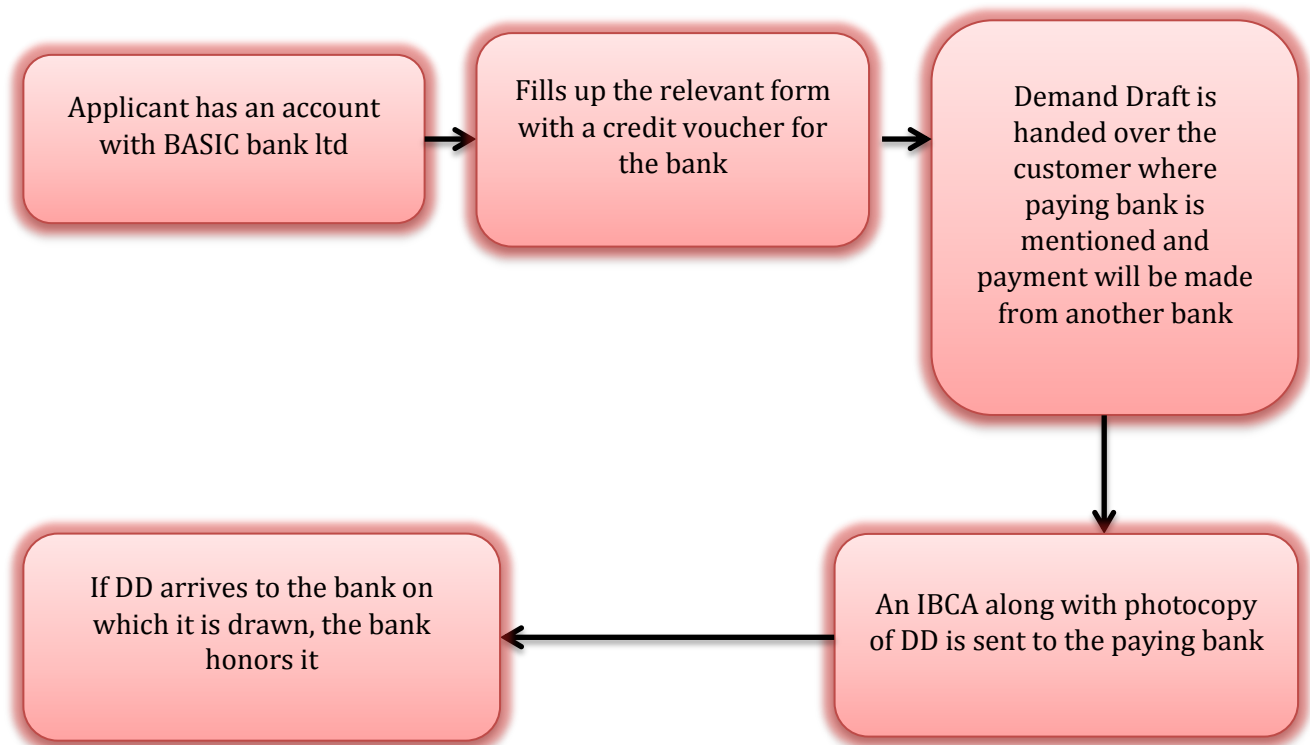 Applicant has an account
with BASIC bank ltd
Fills up the relevant form
with a credit voucher for
the bank
Demand Draft is
handed over the
customer where
paying bank is
mentioned and
payment will be made
from another bank
An IBCA along with photocopy
of DD is sent to the paying bank
If DD arrives to the bank on
which it is drawn, the bank
honors it